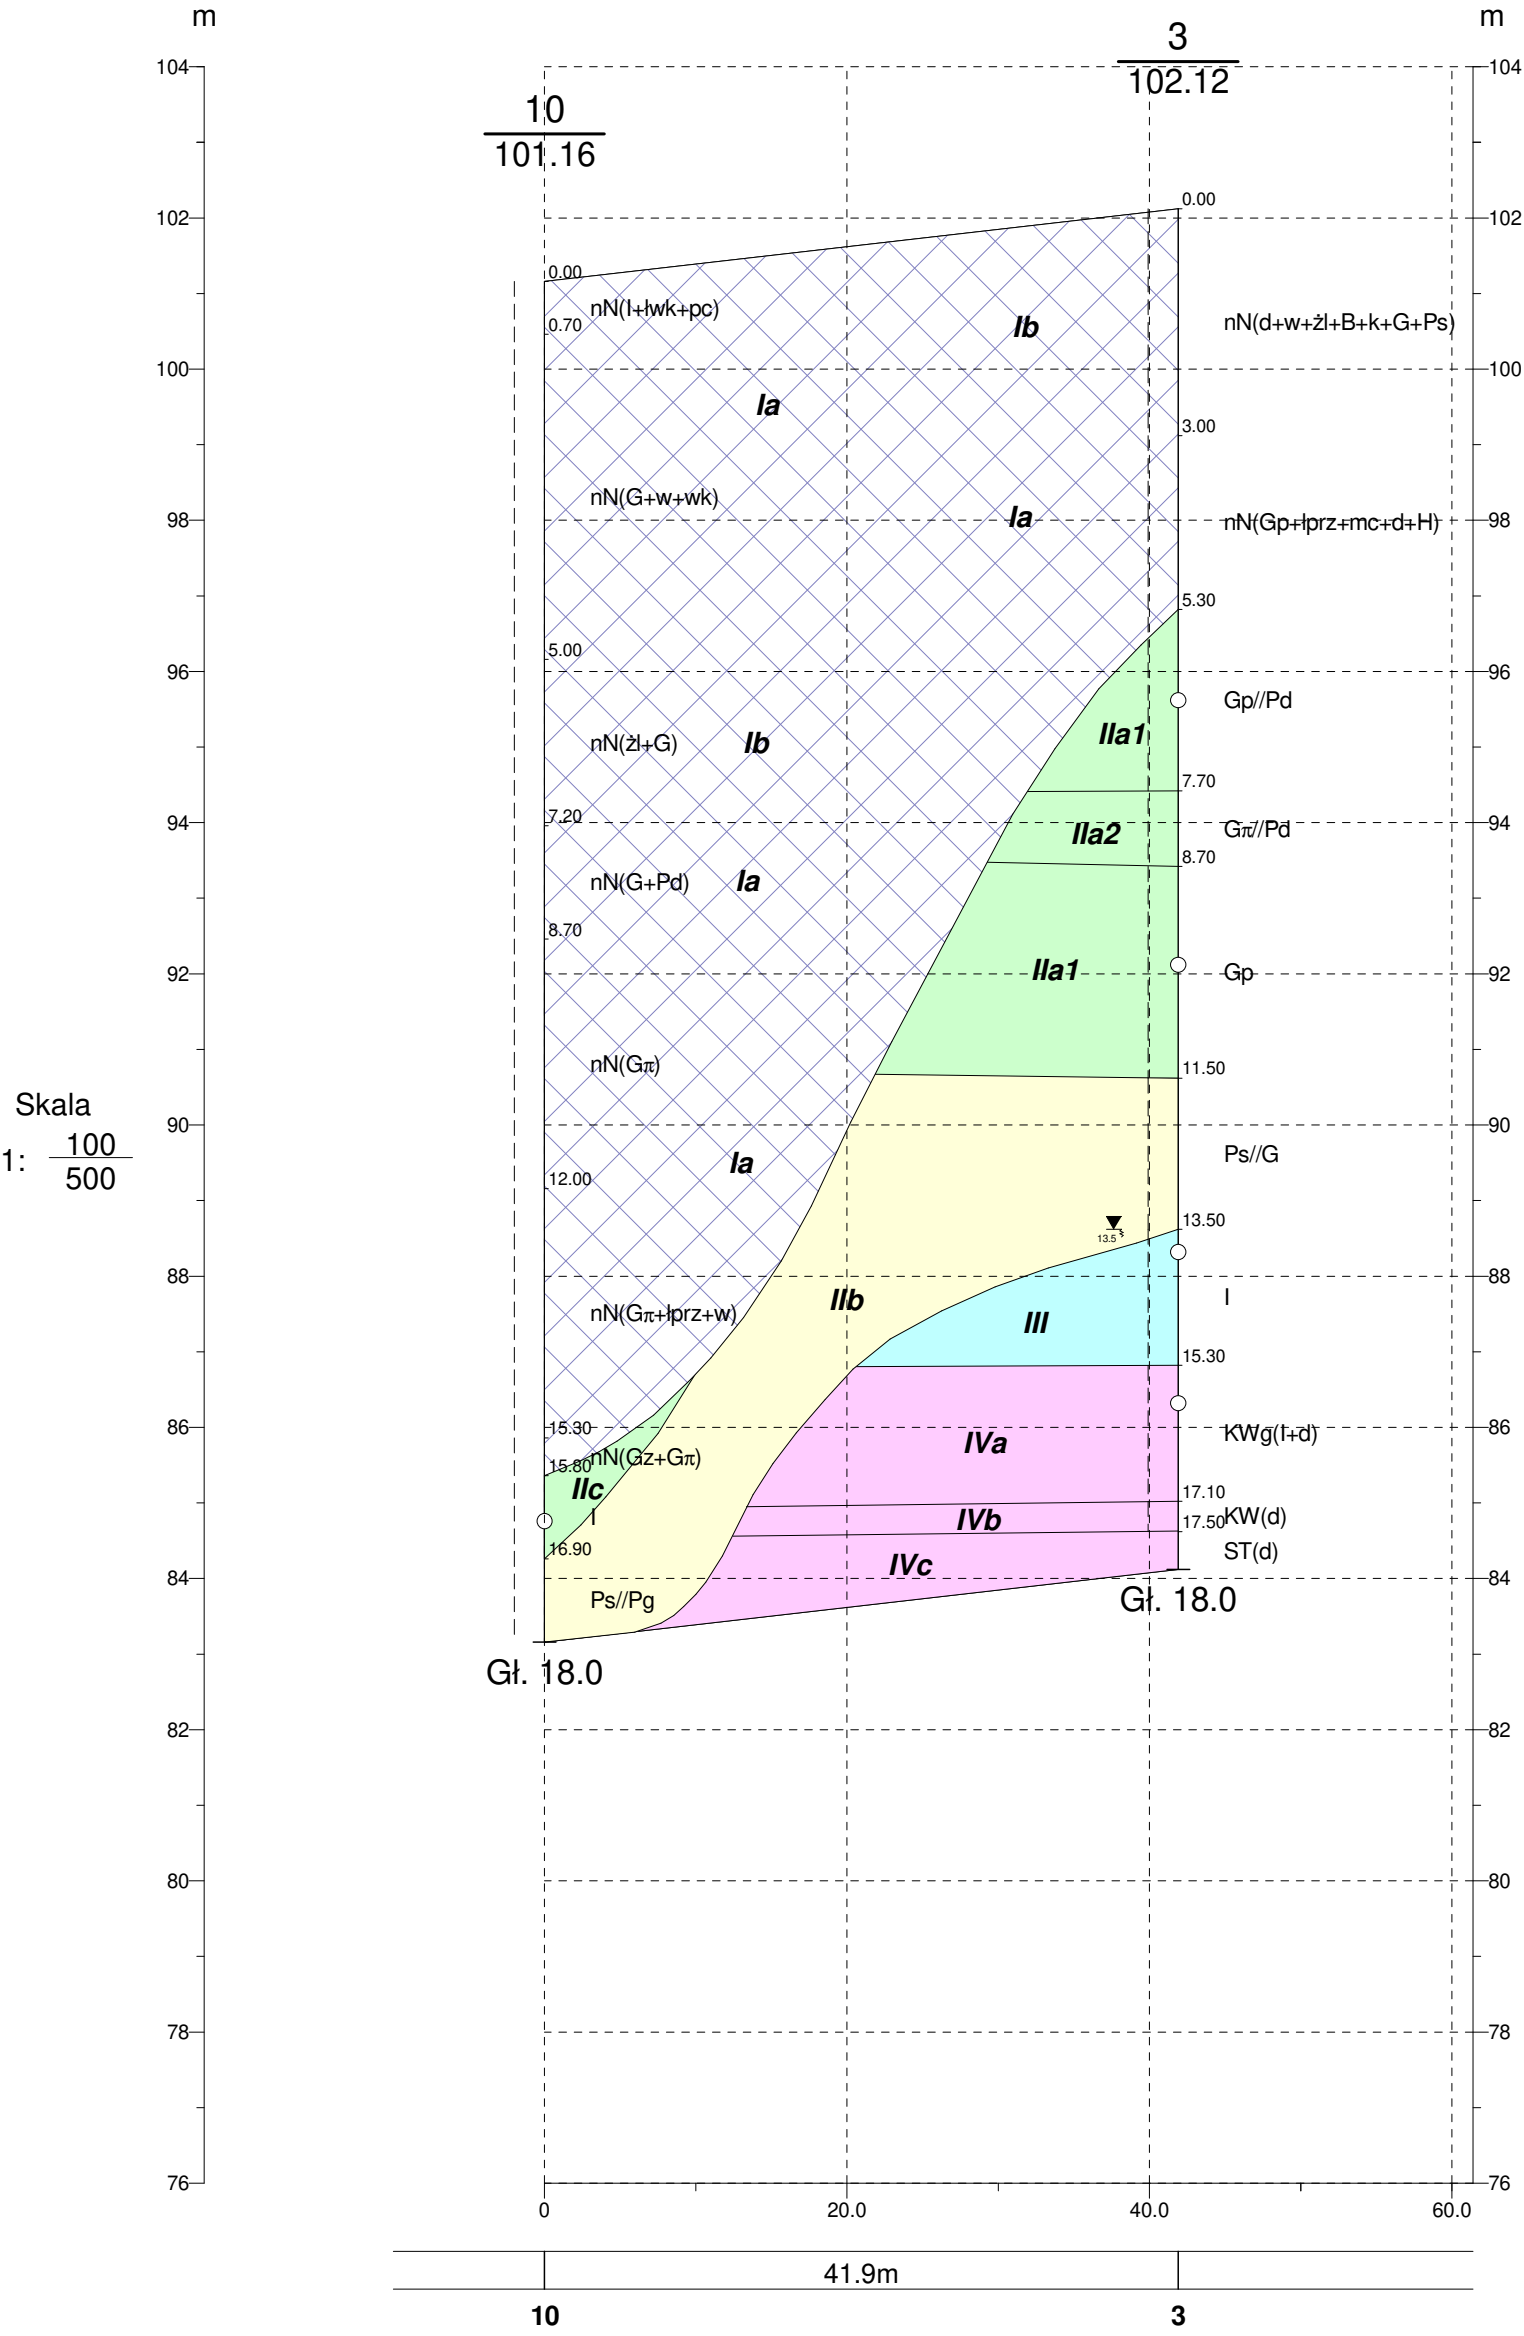 m
m
3
102.12
10
101.16
104
104
102
102
100
100
98
98
96
96
94
94
92
92
90
90
88
88
86
86
84
84
82
82
80
80
78
78
76
76
Skala
1: 100
500
0.00
nN(I+łwk+pc)
0.70
Ia
nN(G+w+wk)
5.00
nN(żl+G)
Ib
7.20
nN(G+Pd)
Ia
8.70
nN(Gπ)
Ia
12.00
nN(Gπ+łprz+w)
15.30
nN(Gz+Gπ)
15.80
IIc
I
16.90
Ps//Pg
Gł. 18.0
0.00
Ib
nN(d+w+żl+B+k+G+Ps)
3.00
Ia
nN(Gp+łprz+mc+d+H)
5.30
Gp//Pd
IIa1
7.70
IIa2
Gπ//Pd
8.70
IIa1
Gp
11.50
Ps//G
13.50
13.5
IIb
I
III
15.30
IVa
KWg(I+d)
17.10
IVb
KW(d)
17.50
IVc
ST(d)
Gł. 18.0
0
20.0
40.0
60.0
41.9m
10
3